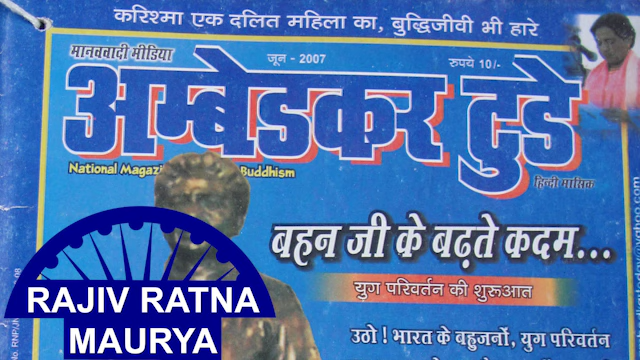 करिश्मा एक दलित महिला का, बुद्धिजीवी भी हारे
मानववादी मीडिया
जून - 2007
रुपये 10/-
अम्बेडकर टुडे
National Magazi Buddhism
हिन्दी मासिक
बहन जी के बढ़ते कदम...
युग परिवर्तन की शुरूआत
उठो ! भारत के बहुजनों, युग परिवर्तन
RAJIV RATNA
MAURYA